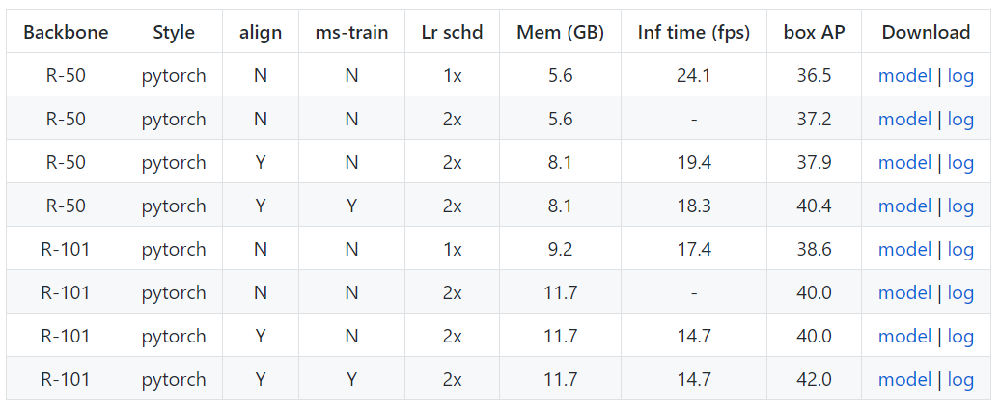 Backbone Style align ms-train Lr schd Mem (GB) Inf time (fps) box AP Download
R-50 pytorch N N 1x 5.6 24.1 36.5 model | log
R-50 pytorch N N 2x 5.6 - 37.2 model | log
R-50 pytorch Y N 2x 8.1 19.4 37.9 model | log
R-50 pytorch Y Y 2x 8.1 18.3 40.4 model | log
R-101 pytorch N N 1x 9.2 17.4 38.6 model | log
R-101 pytorch N N 2x 11.7 - 40.0 model | log
R-101 pytorch Y N 2x 11.7 14.7 40.0 model | log
R-101 pytorch Y Y 2x 11.7 14.7 42.0 model | log